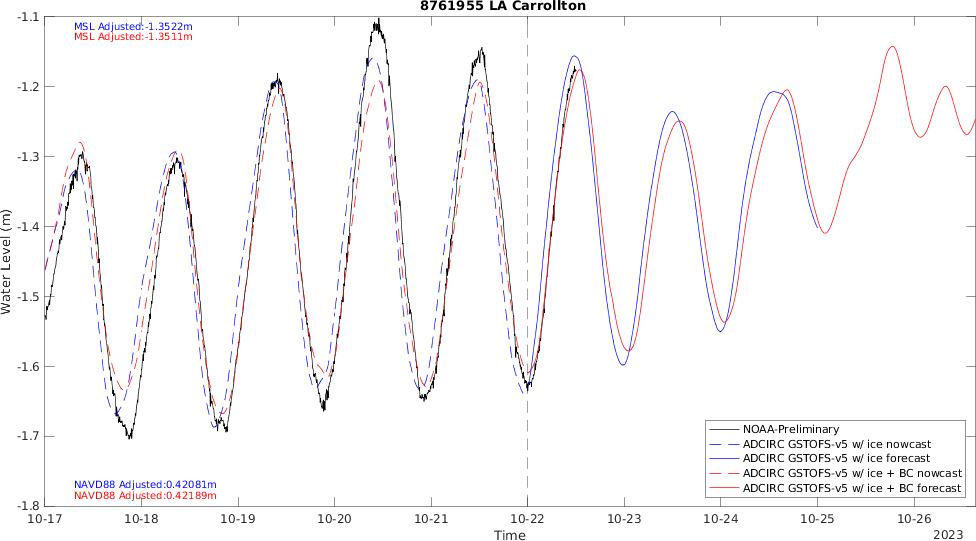 8761955 LA Carrollton
MSL Adjusted:-1.3522m
MSL Adjusted:-1.3511m
-1.1
-1.2
-1.3
-1.4
-1.5
-1.6
-1.7
-1.8
Water Level (m)
NOAA-Preliminary
ADCIRC GSTOFS-v5 w/ ice nowcast
ADCIRC GSTOFS-v5 w/ ice forecast
ADCIRC GSTOFS-v5 w/ ice + BC nowcast
ADCIRC GSTOFS-v5 w/ ice + BC forecast
NAVD88 Adjusted:0.42081m
NAVD88 Adjusted:0.42189m
10-17 10-18 10-19 10-20 10-21 10-22 10-23 10-24 10-25 10-26
Time
2023